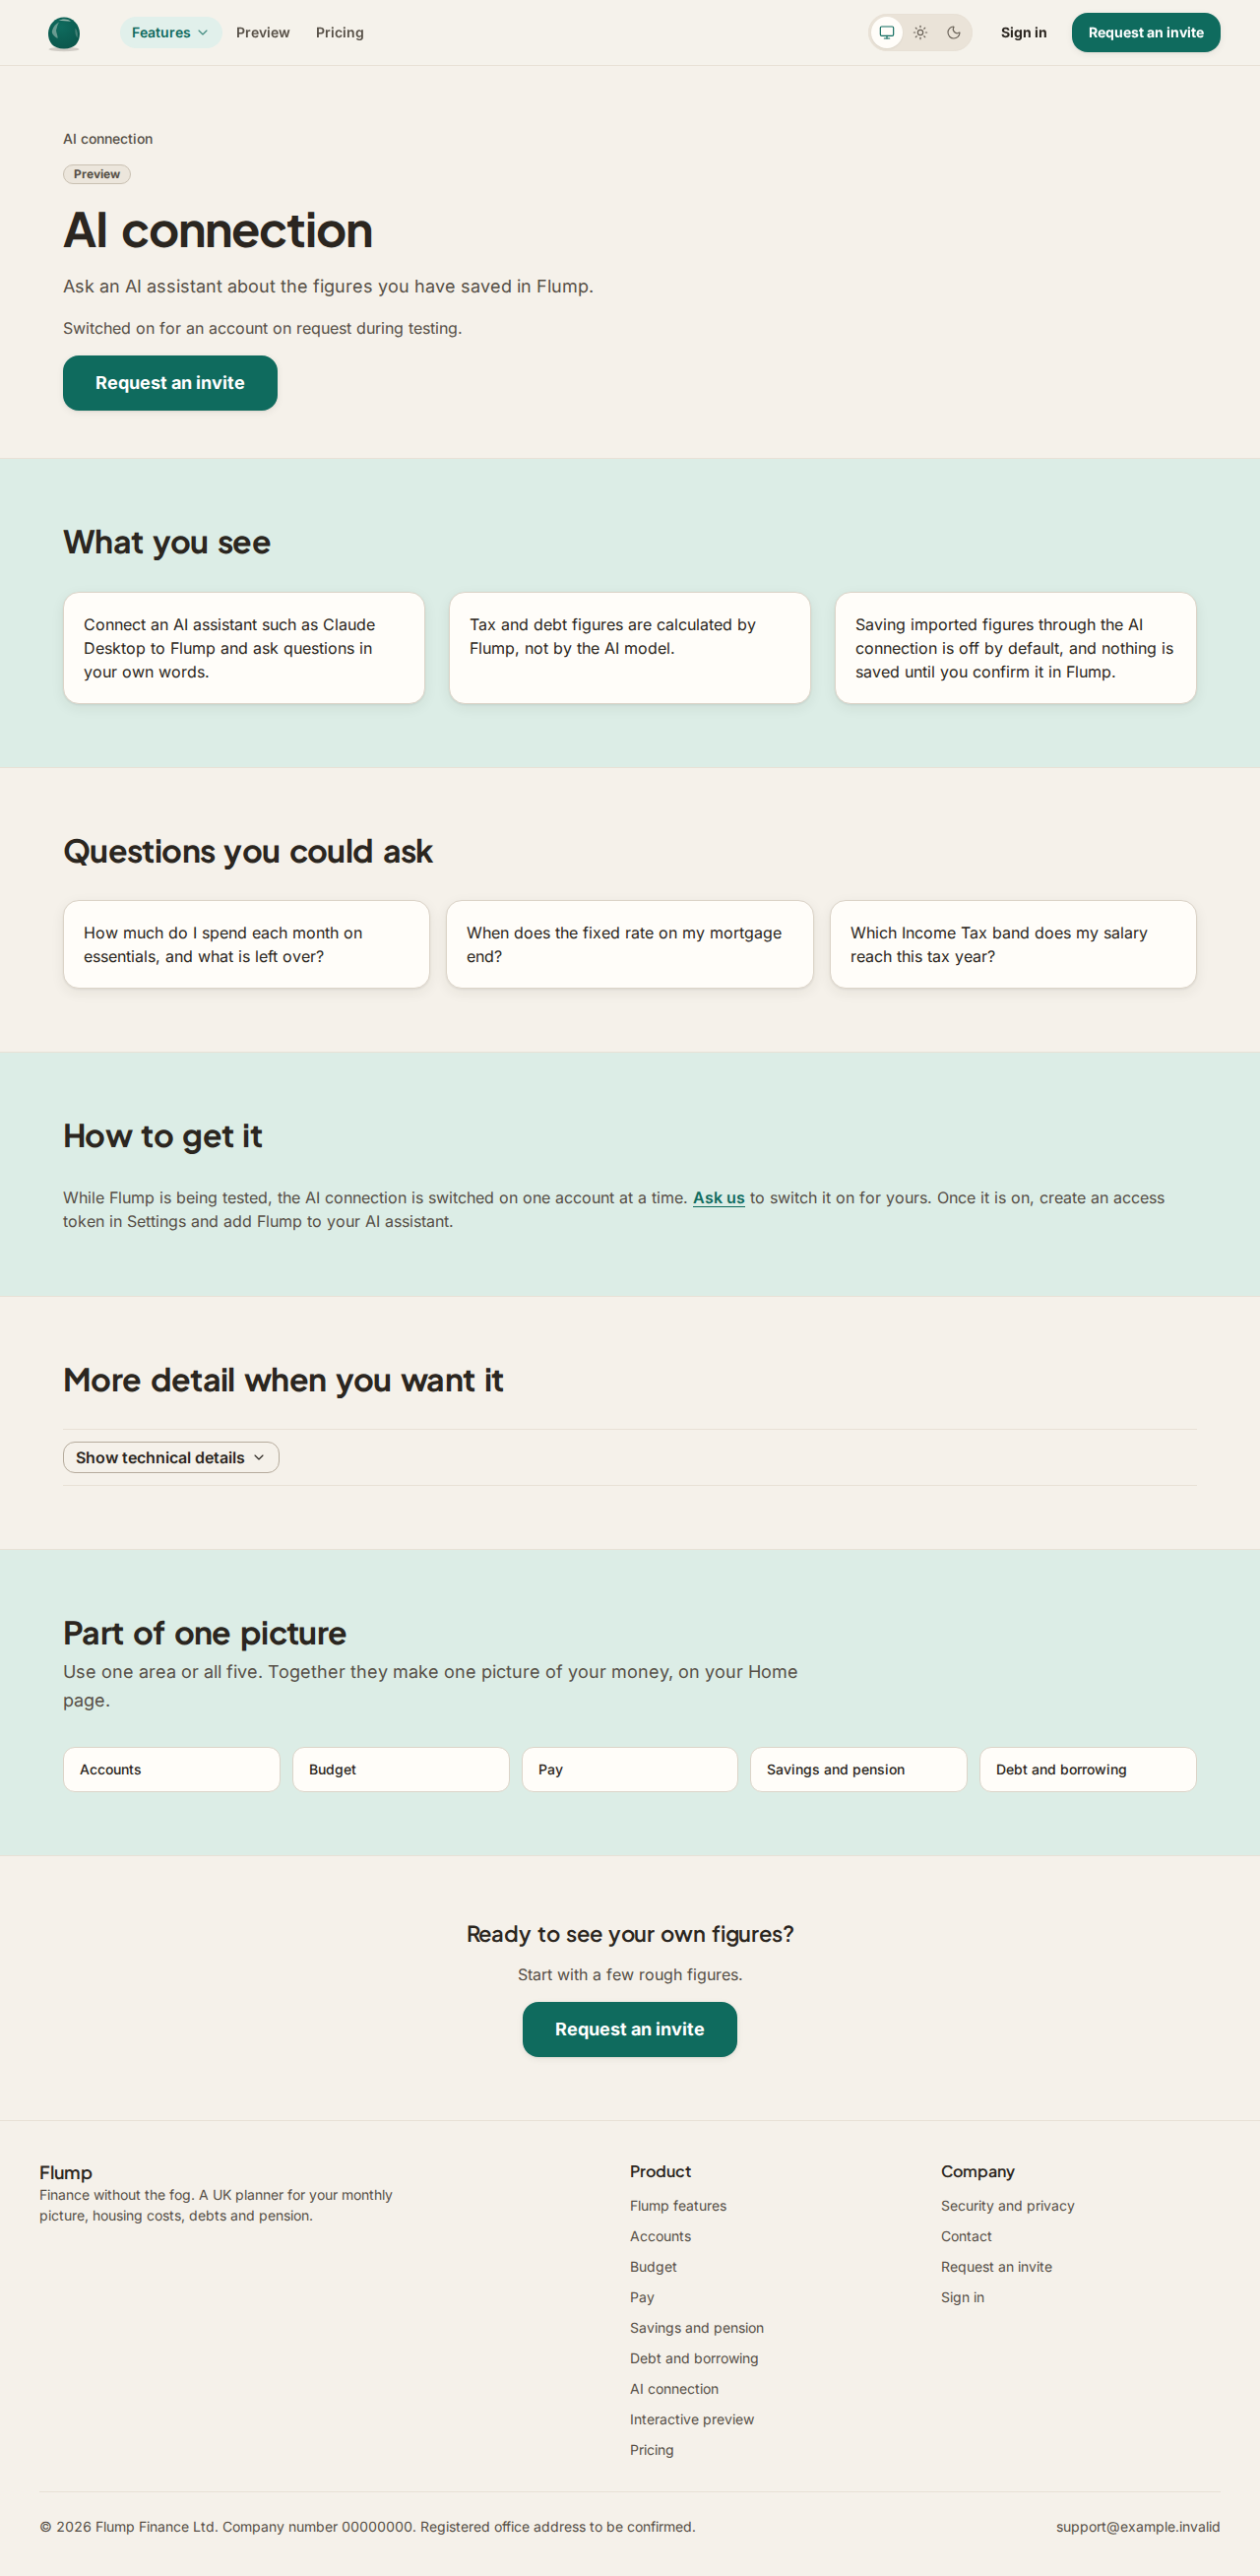 Features
Preview
Pricing
Sign in
Request an invite
AI connection
Preview
AI connection
Ask an AI assistant about the figures you have saved in Flump.
Switched on for an account on request during testing.
Request an invite
What you see
Connect an AI assistant such as Claude
Desktop to Flump and ask questions in
your own words.
Tax and debt figures are calculated by
Flump, not by the AI model.
Saving imported figures through the AI
connection is off by default, and nothing is
saved until you confirm it in Flump.
Questions you could ask
How much do I spend each month on
essentials, and what is left over?
When does the fixed rate on my mortgage
end?
Which Income Tax band does my salary
reach this tax year?
How to get it
While Flump is being tested, the AI connection is switched on one account at a time. Ask us to switch it on for yours. Once it is on, create an access
token in Settings and add Flump to your AI assistant.
More detail when you want it
Show technical details
Part of one picture
Use one area or all five. Together they make one picture of your money, on your Home
page.
Accounts
Budget
Pay
Savings and pension
Debt and borrowing
Ready to see your own figures?
Start with a few rough figures.
Request an invite
Flump
Finance without the fog. A UK planner for your monthly
picture, housing costs, debts and pension.
Product
Flump features
Accounts
Budget
Pay
Savings and pension
Debt and borrowing
AI connection
Interactive preview
Pricing
Company
Security and privacy
Contact
Request an invite
Sign in
© 2026 Flump Finance Ltd. Company number 00000000. Registered office address to be confirmed.
support@example.invalid